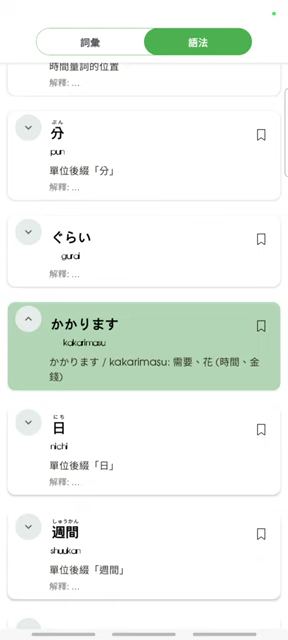 詞彙
語法
時間量詞的位置
解釋: ...
ぷん
分
pun
單位後綴「分」
解釋: ...
ぐらい
gurai
解釋: ...
かかります
kakarimasu
かかります / kakarimasu: 需要、花 (時間、金
錢)
にち
日
nichi
單位後綴「日」
解釋: ...
しゅうかん
週間
shuukan
單位後綴「週間」
解釋: ...